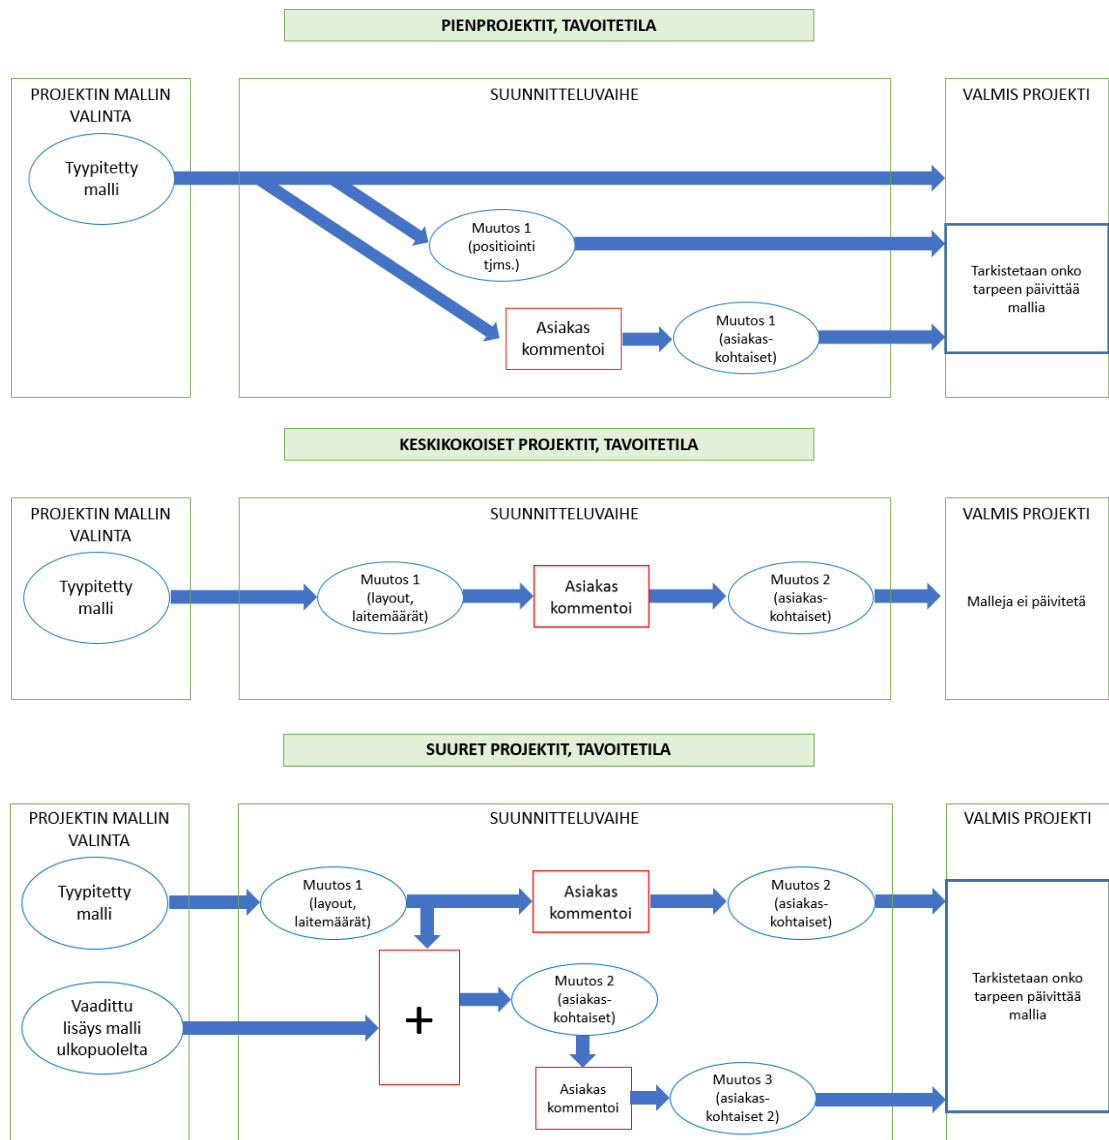 PIENPROJEKTIT, TAVOITETILA
PROJEKTIN MALLIN
VALINTA
SUUNNITTELUVAIHE
VALMIS PROJEKTI
Tyypitetty
malli
Muutos 1
(positiointi
tjms.)
Asiakas
kommentoi
Muutos 1
(asiakas-
kohtaiset)
Tarkistetaan onko
tarpeen päivittää
mallia
KESKIKOKOISET PROJEKTIT, TAVOITETILA
PROJEKTIN MALLIN
VALINTA
SUUNNITTELUVAIHE
VALMIS PROJEKTI
Tyypitetty
malli
Muutos 1
(layout,
laitemäärät)
Asiakas
kommentoi
Muutos 2
(asiakas-
kohtaiset)
Malleja ei päivitetä
SUURET PROJEKTIT, TAVOITETILA
PROJEKTIN MALLIN
VALINTA
SUUNNITTELUVAIHE
VALMIS PROJEKTI
Tyypitetty
malli
Muutos 1
(layout,
laitemäärät)
Asiakas
kommentoi
Muutos 2
(asiakas-
kohtaiset)
Vaadittu
lisäys malli
ulkopuolelta
+
Muutos 2
(asiakas-
kohtaiset)
Asiakas
kommentoi
Muutos 3
(asiakas-
kohtaiset 2)
Tarkistetaan onko
tarpeen päivittää
mallia